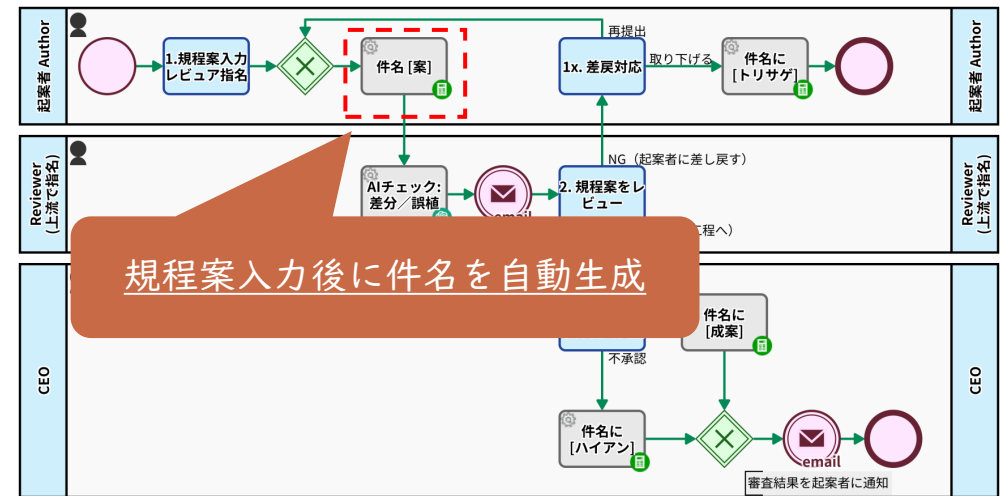 起案者 Author
1.規程案入力
レビュア指名
件名 [案]
再提出
1x. 差戻対応
取り下げる
件名に
[トリサゲ]
起案者 Author
Reviewer
(上流で指名)
AIチェック:
差分／誤植
email
NG（起案者に差し戻す）
2. 規程案をレ
ビュー
程へ）
Reviewer
(上流で指名)
規程案入力後に件名を自動生成
CEO
件名に
[成案]
不承認
件名に
[ハイアン]
email
審査結果を起案者に通知
CEO